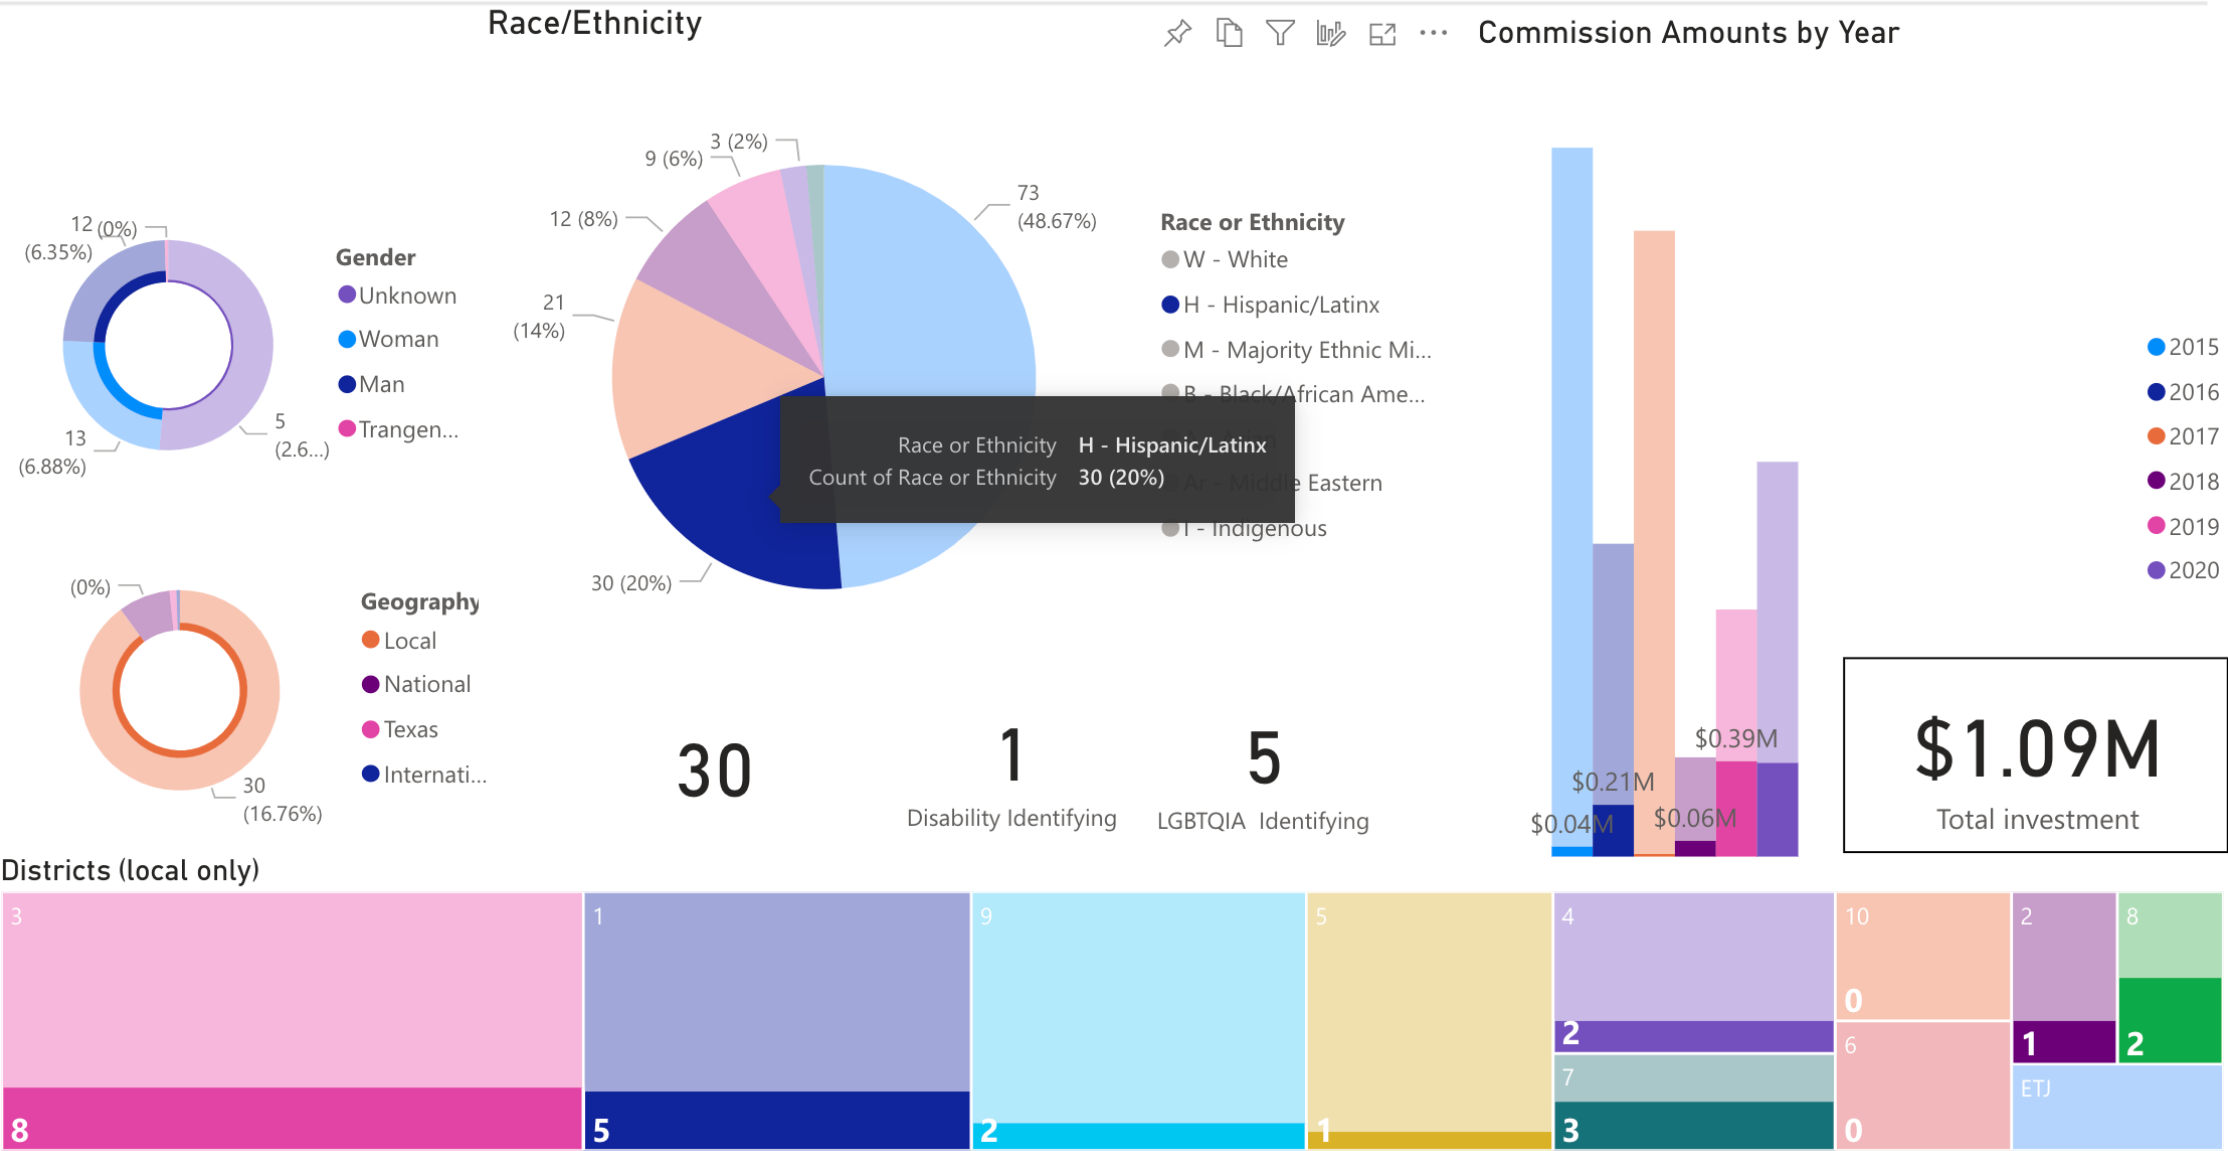 Race/Ethnicity
Commission Amounts by Year
3 (2%)
9 (6%)
12 (8%)
21
(14%)
30 (20%)
73
(48.67%)
12
(0%)
(6.35%)
13
(6.88%)
5
(2.6...)
Gender
Unknown
Woman
Man
Trangen...
Race or Ethnicity
W - White
H - Hispanic/Latinx
M - Majority Ethnic Mi...
B - Black/African Ame...
Ar - Middle Eastern
I - Indigenous
Race or Ethnicity H - Hispanic/Latinx
Count of Race or Ethnicity 30 (20%)
2015
2016
2017
2018
2019
2020
(0%)
30
(16.76%)
Geography
Local
National
Texas
Internati...
30
1
Disability Identifying
5
LGBTQIA Identifying
$0.39M
$0.21M
$0.04M
$0.06M
$1.09M
Total investment
Districts (local only)
3
8
1
5
9
2
5
1
4
2
7
3
10
0
6
0
2
1
8
2
ETJ